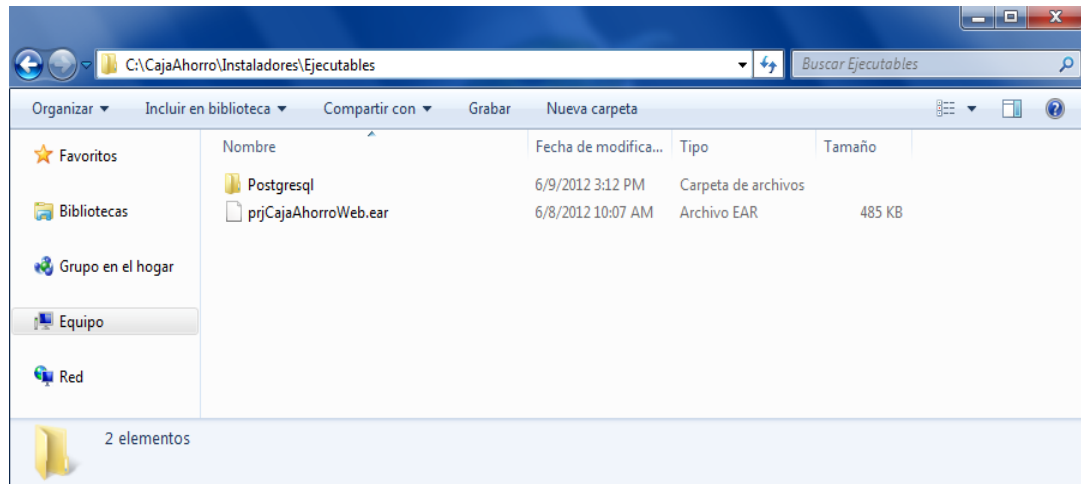 C:\CajaAhorro\Instaladores\Ejecutables
Buscar Ejecutables
Organizar Incluir en biblioteca Compartir con Grabar Nueva carpeta
Favoritos
Bibliotecas
Grupo en el hogar
Equipo
Red
Nombre Fecha de modifica... Tipo Tamaño
Postgresql 6/9/2012 3:12 PM Carpeta de archivos
prjCajaAhorroWeb.ear 6/8/2012 10:07 AM Archivo EAR 485 KB
2 elementos